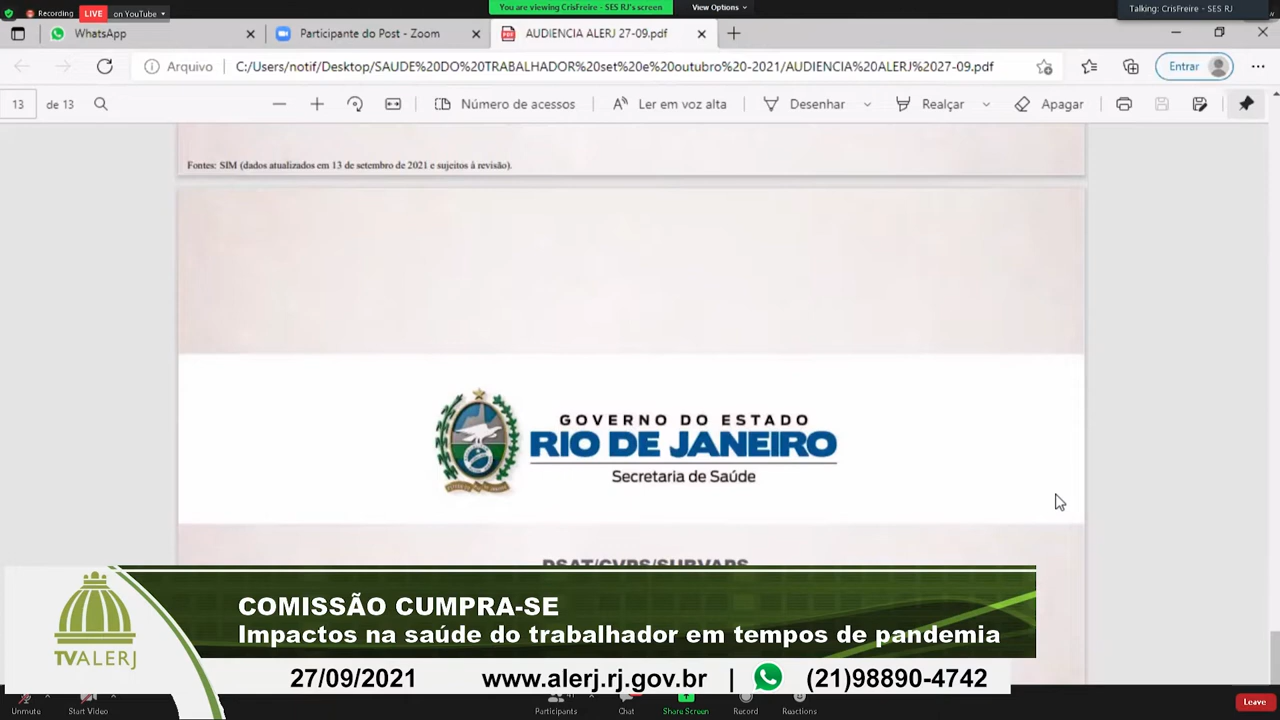 Recording
LIVE
on YouTube
You are viewing CrisFreire - SES RJ's screen
View Options
Talking: CrisFreire - SES RJ
WhatsApp
Participante do Post - Zoom
AUDIENCIA ALERJ 27-09.pdf
Arquivo
C:/Users/notif/Desktop/SAUDE%20DO%20TRABALHADOR%20set%20e%20outubro%20-2021/AUDIENCIA%20ALERJ%2027-09.pdf
Entrar
13 de 13
Número de acessos
Ler em voz alta
Desenhar
Realçar
Apagar
Fontes: SIM (dados atualizados em 13 de setembro de 2021 e sujeitos à revisão).
GOVERNO DO ESTADO
RIO DE JANEIRO
Secretaria de Saúde
COMISSÃO CUMPRA-SE
Impactos na saúde do trabalhador em tempos de pandemia
TVALERJ
27/09/2021 www.alerj.rj.gov.br | (21)98890-4742
Unmute
Start Video
Participants
Chat
Share Screen
Record
Reactions
Leave